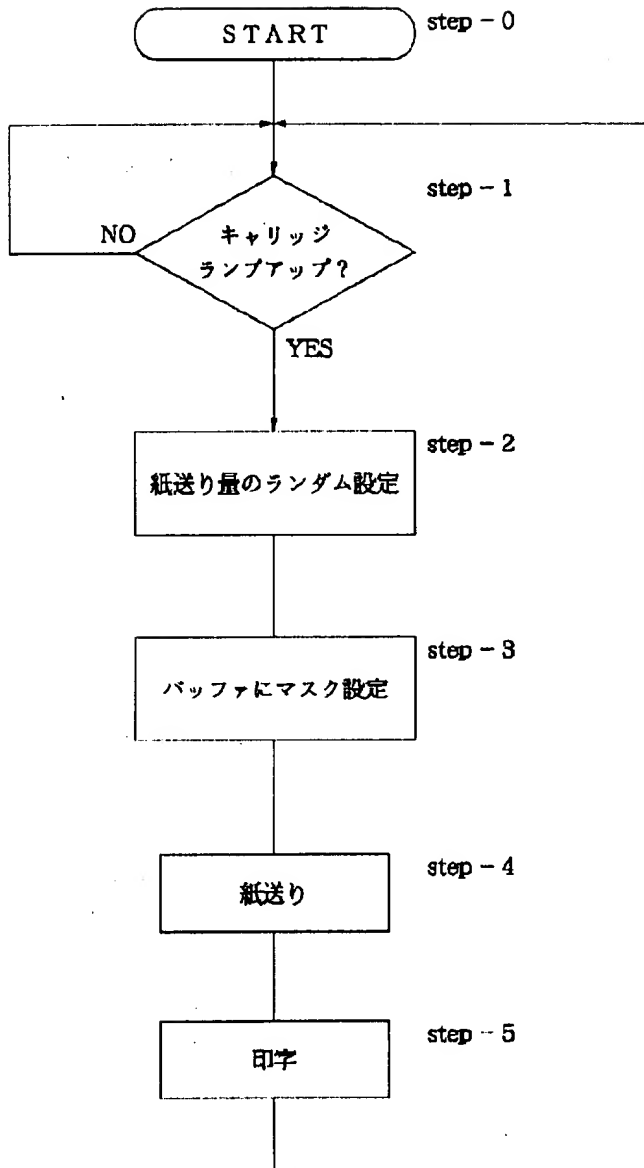 START
step - 0
step - 1
NO
キャリッジ
ランプアップ?
YES
step - 2
紙送り量のランダム設定
step - 3
バッファにマスク設定
step - 4
紙送り
step - 5
印字